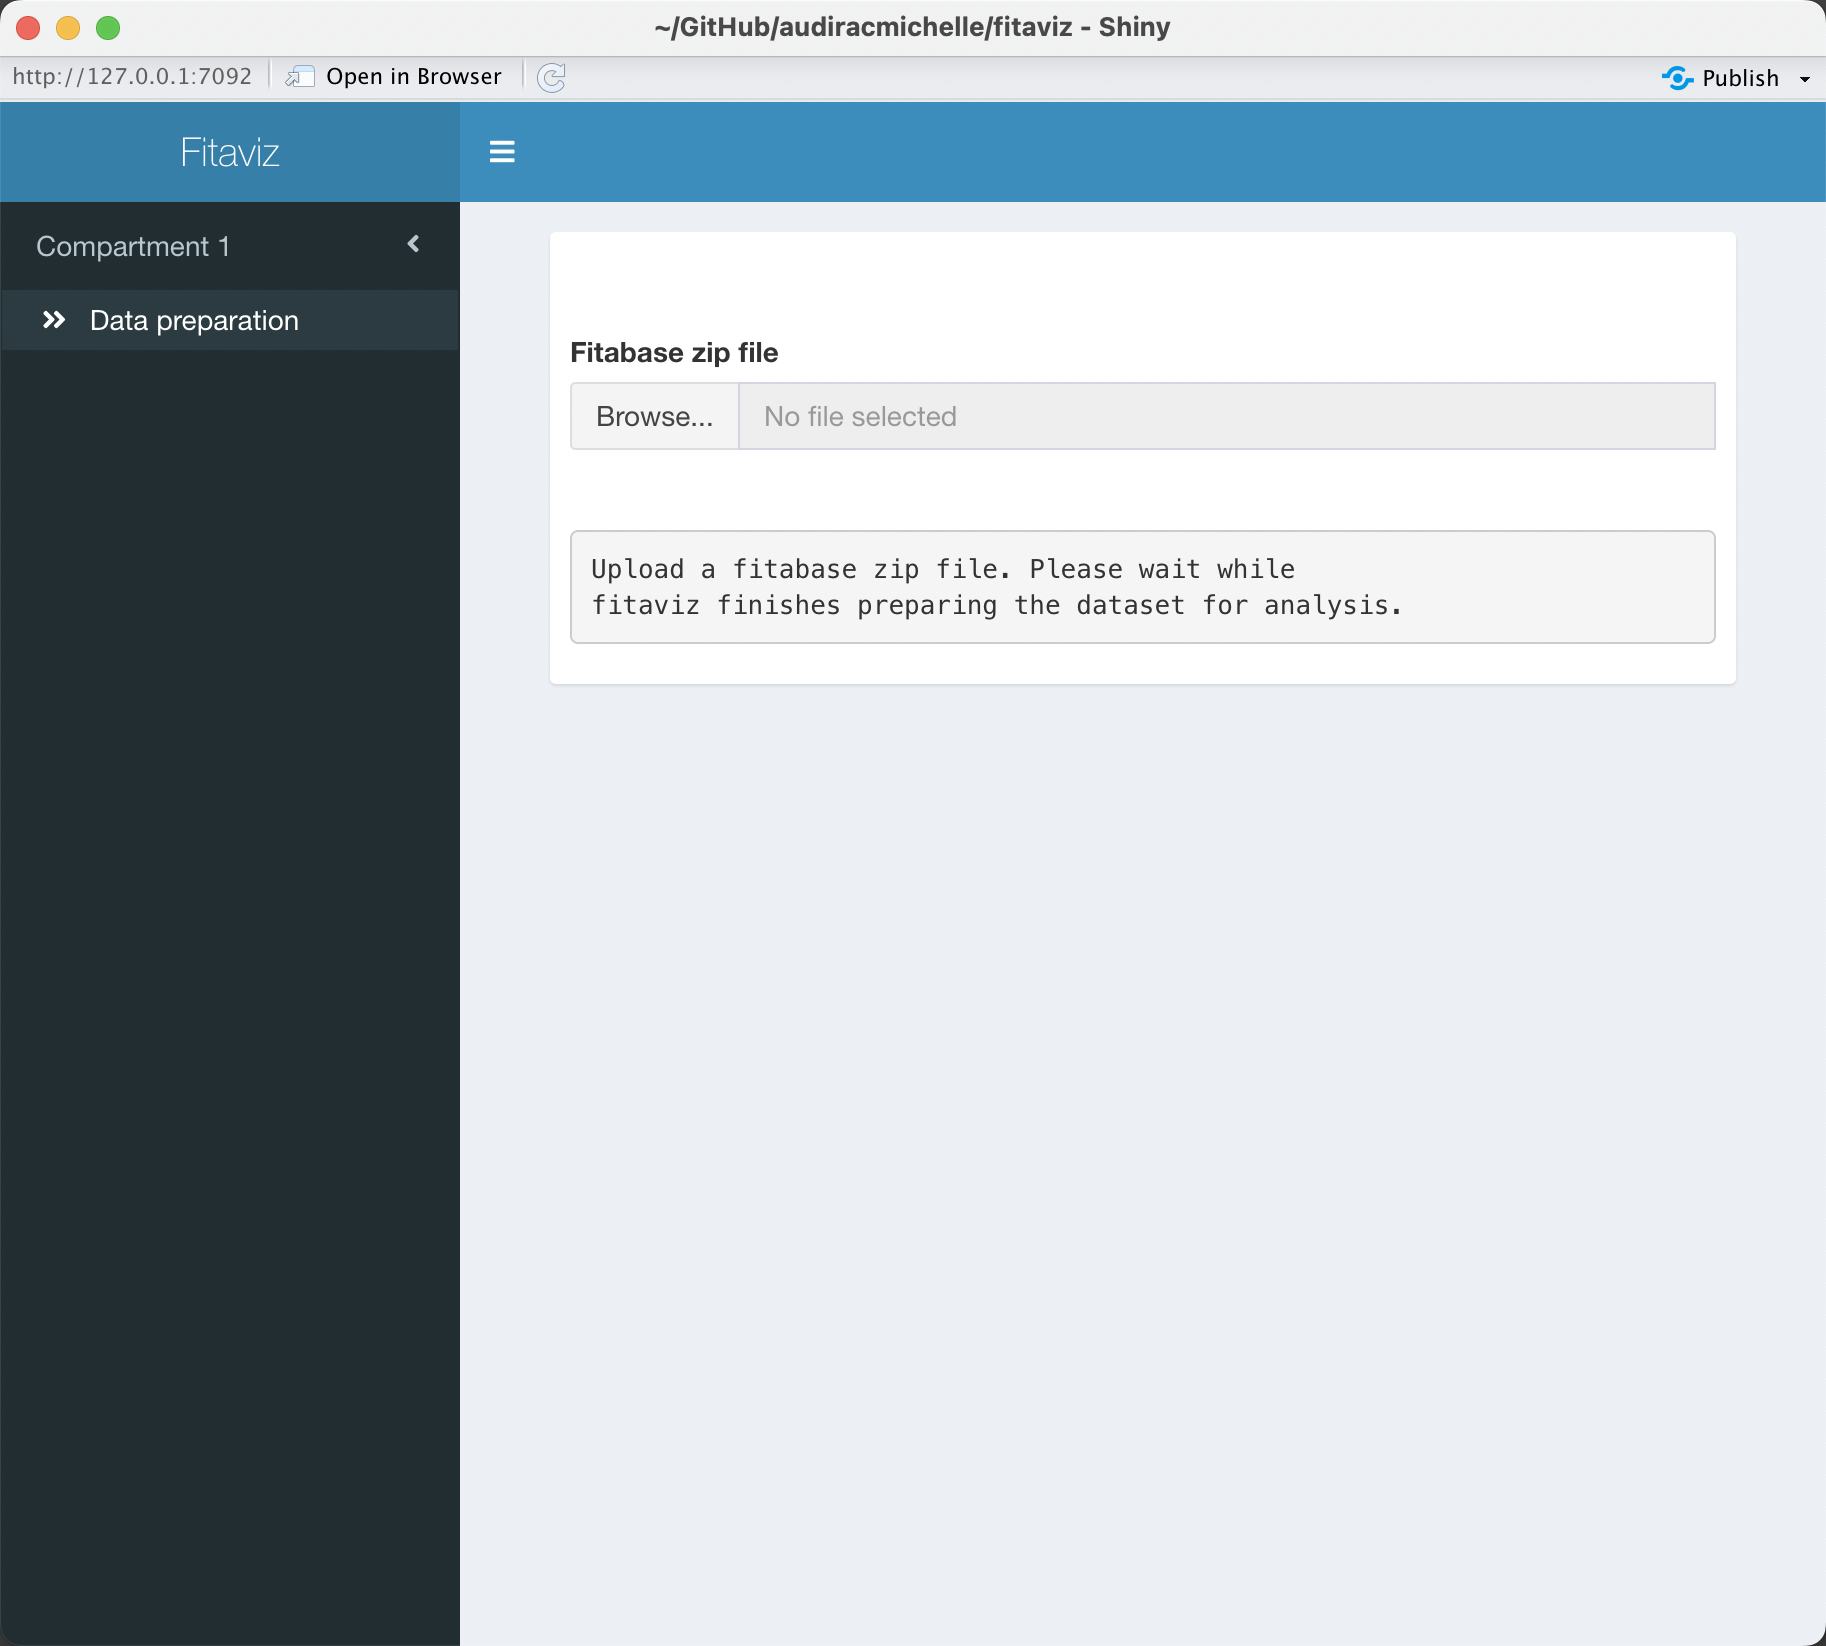 ~/GitHub/audiracmichelle/fitaviz - Shiny
http://127.0.0.1:7092 Open in Browser Publish
Fitaviz
Compartment 1
Data preparation
Fitabase zip file
Browse... No file selected
Upload a fitabase zip file. Please wait while
fitaviz finishes preparing the dataset for analysis.